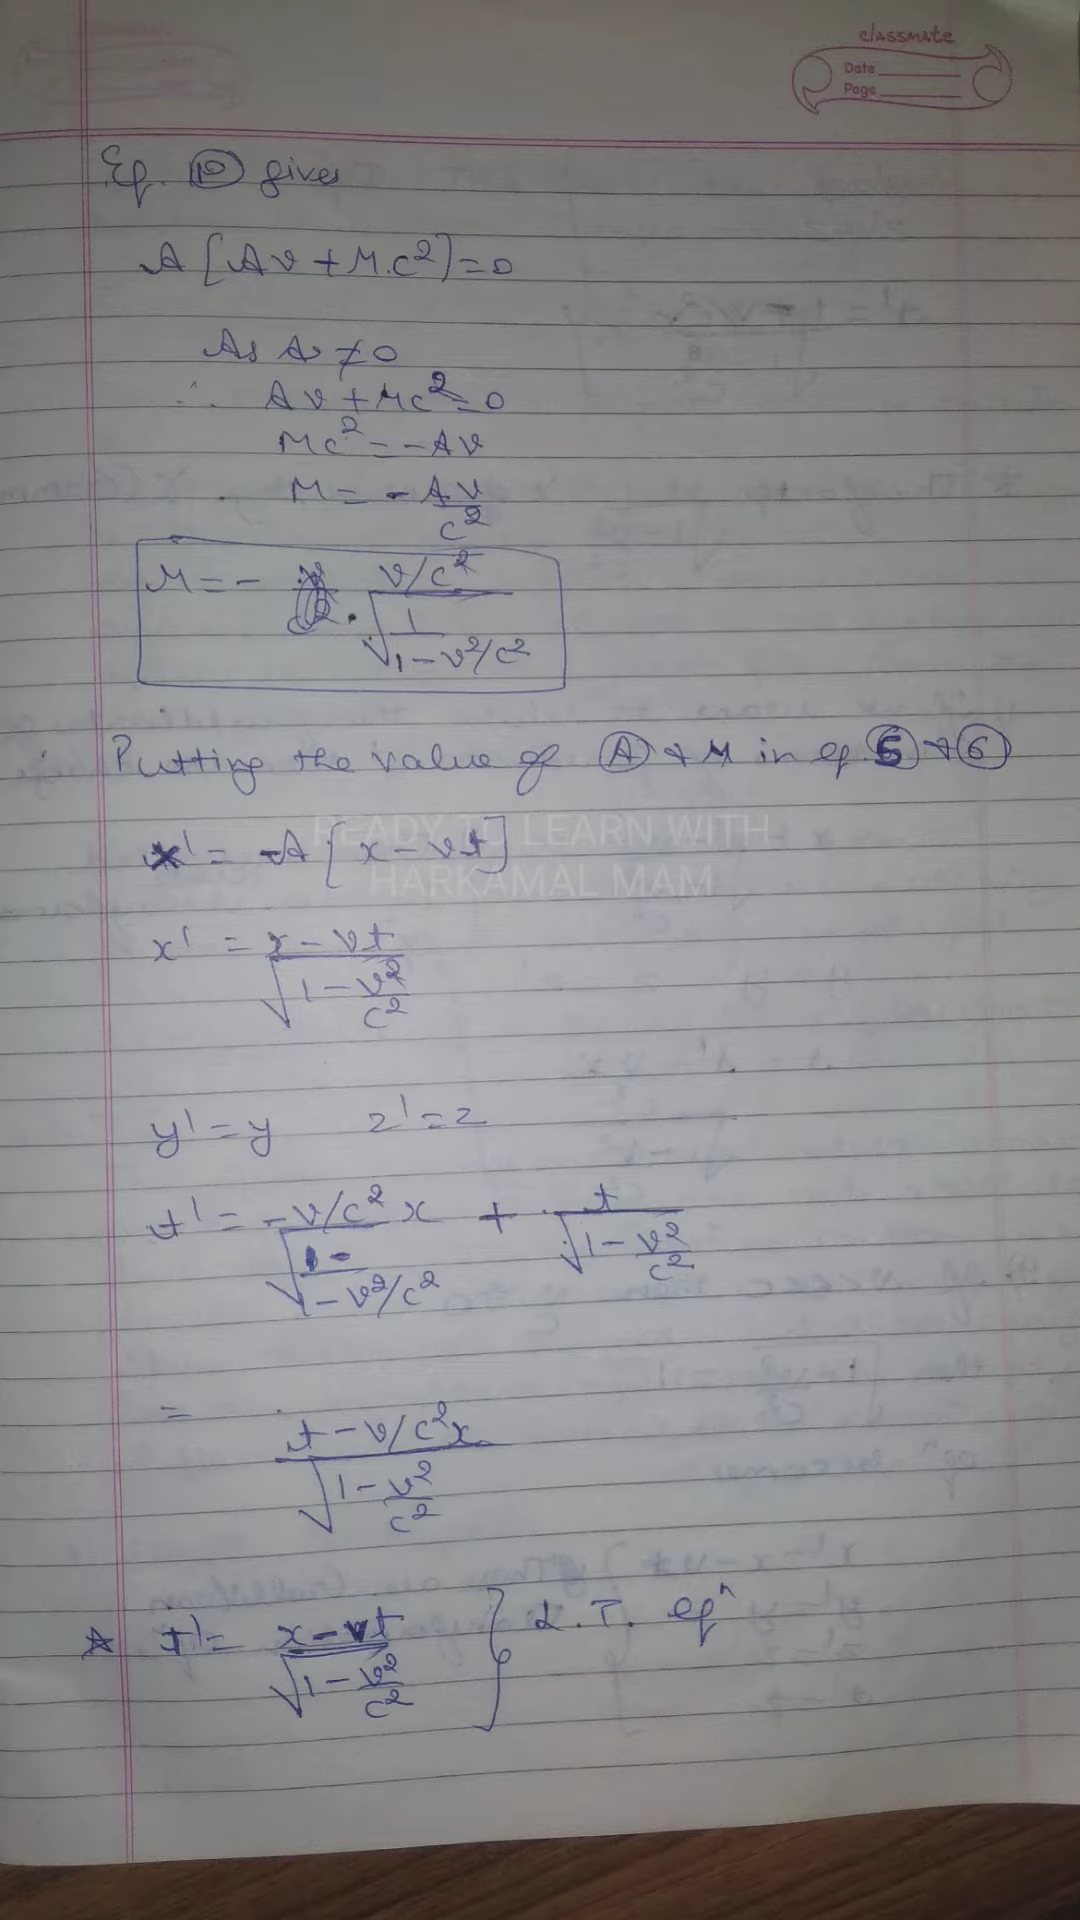 classmate
Date
Page
Eq. (10) gives
A [Av + M.c²] = 0
As A ≠ 0
∴ Av + Mc² = 0
Mc² = -Av
M = - Av/c²
M = - . v/c² / √1/1-v²/c²
Putting the value of (A) & M in eq (5) & (6)
READY TO LEARN WITH
HARKAMAL MAM
x' = A [x - vt]
x' = x - vt / √1 - v²/c²
y' = y z' = z
t' = -v/c² x / √1 - v²/c² + t / √1 - v²/c²
= t - v/c² x / √1 - v²/c²
t' = x - vt / √1 - v²/c² } L.T. eqⁿ